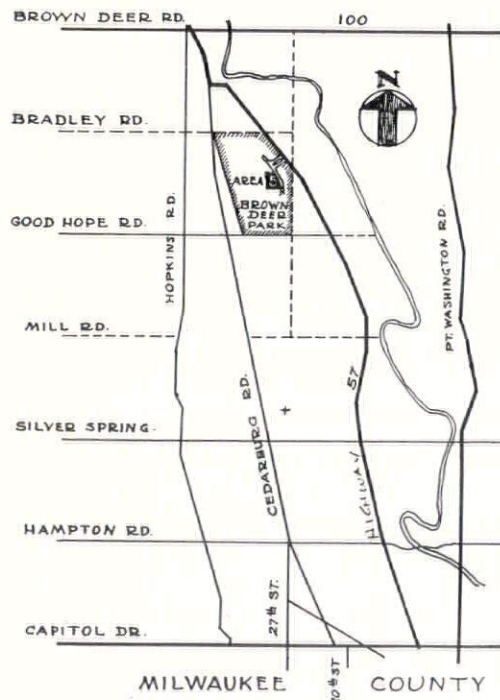 BROWN DEER RD.
100
N
BRADLEY RD.
AREA
BROWN
DEER
PARK
GOOD HOPE RD.
HOPKINS RD.
PT. WASHINGTON RD.
MILL RD.
57
HIGHWAY
CEDARBURG RD.
SILVER SPRING.
HAMPTON RD.
27th ST.
CAPITOL DR.
MILWAUKEE COUNTY